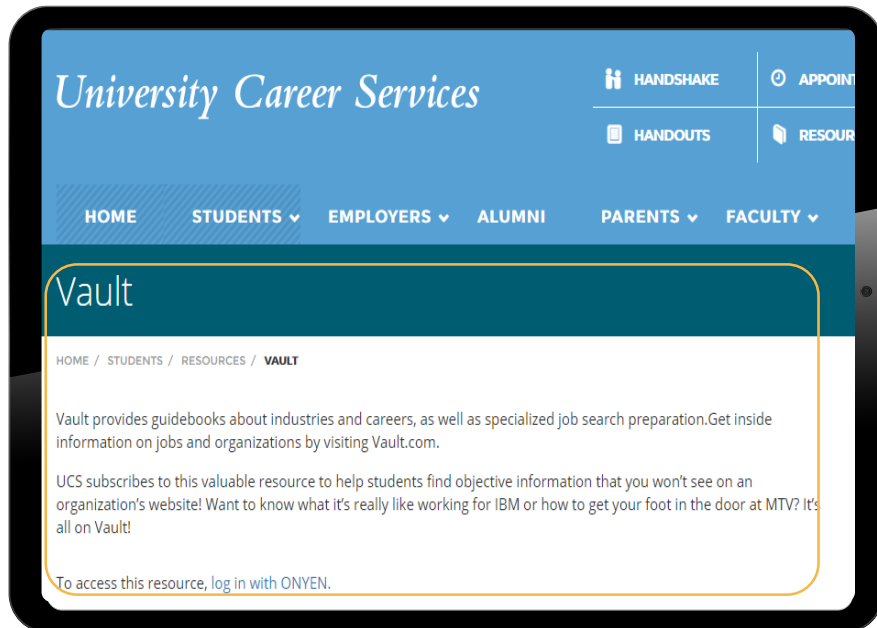 University Career Services
HANDSHAKE
APPOINT
HANDOUTS
RESOUR
HOME STUDENTS EMPLOYERS ALUMNI PARENTS FACULTY
Vault
HOME / STUDENTS / RESOURCES / VAULT
Vault provides guidebooks about industries and careers, as well as specialized job search preparation.Get inside
information on jobs and organizations by visiting Vault.com.
UCS subscribes to this valuable resource to help students find objective information that you won't see on an
organization's website! Want to know what it's really like working for IBM or how to get your foot in the door at MTV? It's
all on Vault!
To access this resource, log in with ONYEN.